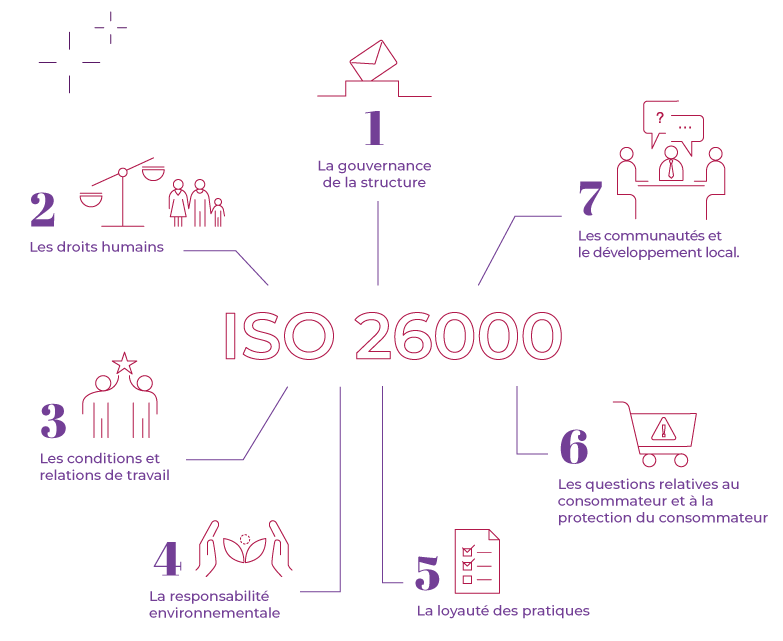 1
La gouvernance
de la structure
2
Les droits humains
3
Les conditions et
relations de travail
4
La responsabilité
environnementale
5
La loyauté des pratiques
6
Les questions relatives au
consommateur et à la
protection du consommateur
7
? ...
Les communautés et
le développement local.
ISO 26000
!